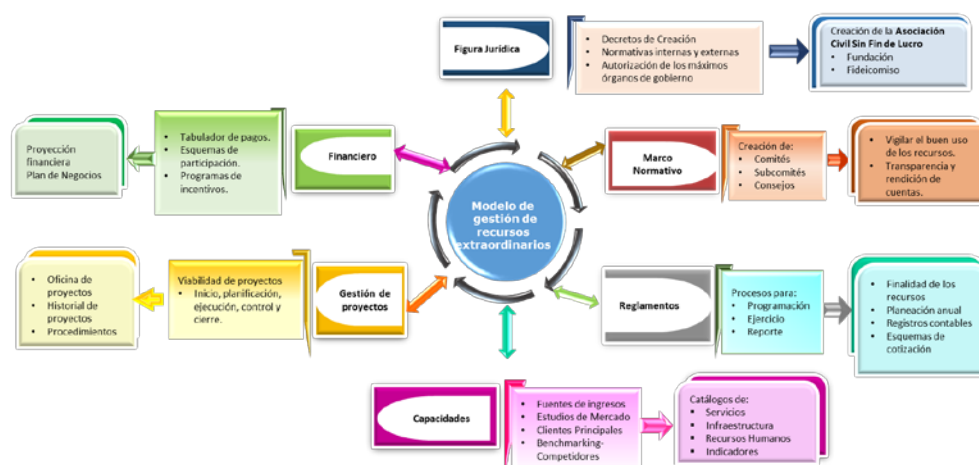 Figura Jurídica
• Decretos de Creación
• Normativas internas y externas
• Autorización de los máximos
órganos de gobierno
Creación de la Asociación
Civil Sin Fin de Lucro
• Fundación
• Fideicomiso
Proyección
financiera
Plan de Negocios
• Tabulador de pagos.
• Esquemas de
participación.
• Programas de
incentivos.
Financiero
Marco
Normativo
Creación de:
• Comités
• Subcomités
• Consejos
• Vigilar el buen uso
de los recursos.
• Transparencia y
rendición de
cuentas.
Modelo de
gestión de
recursos
extraordinarios
• Oficina de
proyectos
• Historial de
proyectos
• Procedimientos
Viabilidad de proyectos
• Inicio, planificación,
ejecución, control y
cierre.
Gestión de
proyectos
Reglamentos
Procesos para:
• Programación
• Ejercicio
• Reporte
• Finalidad de los
recursos
• Planeación anual
• Registros contables
• Esquemas de
cotización
Capacidades
• Fuentes de ingresos
• Estudios de Mercado
• Clientes Principales
• Benchmarking-
Competidores
Catálogos de:
• Servicios
• Infraestructura
• Recursos Humanos
• Indicadores